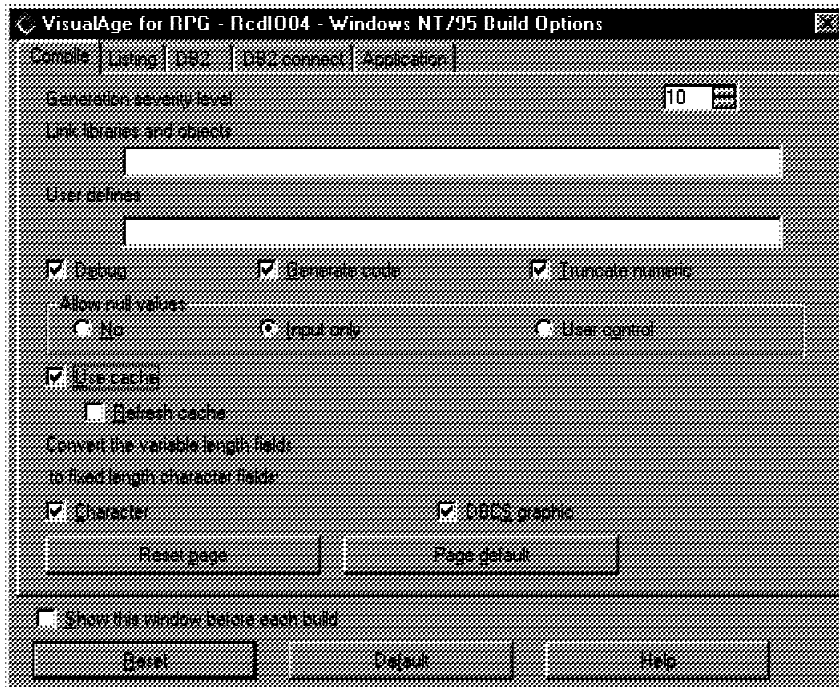 VisualAge for RPG - RcdIO04 - Windows NT/95 Build Options
Compile Listing DB2 DB2 connect Application
Generation severity level 10
Link libraries and objects
User defines
Debug Generate code Truncate numeric
Allow null values
No Input only User control
Use cache
Refresh cache
Convert the variable length fields
to fixed length character fields:
Character DBCS graphic
Reset page Page default
Show this window before each build
Reset Default Help